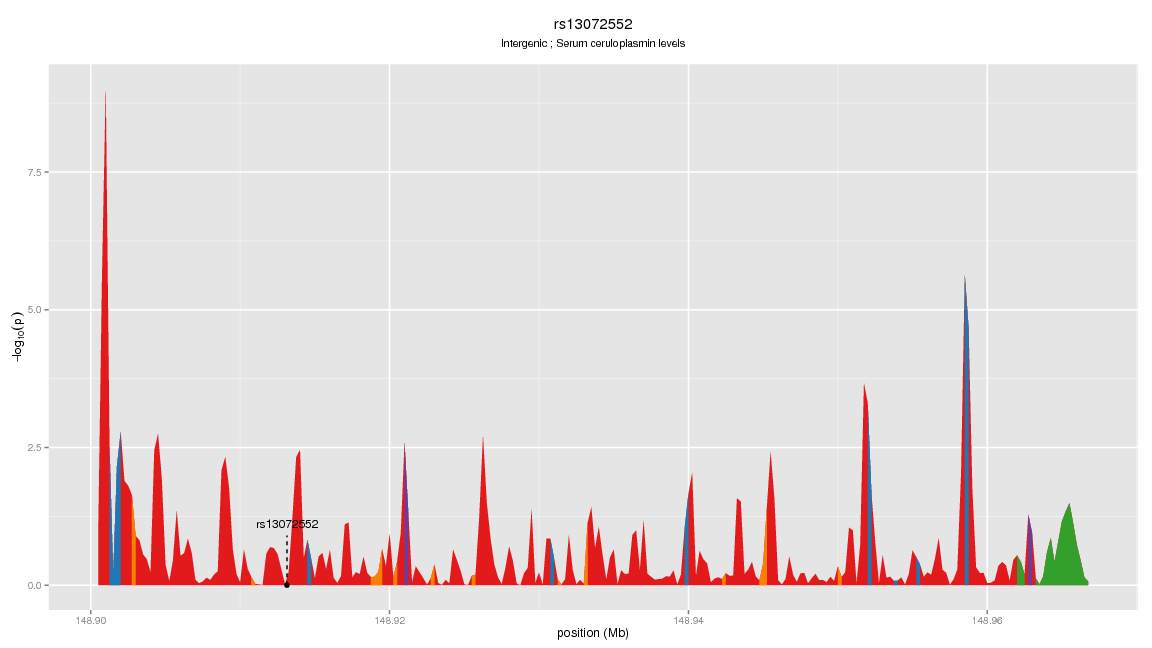 rs13072552
Intergenic ; Serum ceruloplasmin levels
7.5
5.0
2.5
0.0
−log₁₀(p)
rs13072552
148.90 148.92 148.94 148.96
position (Mb)